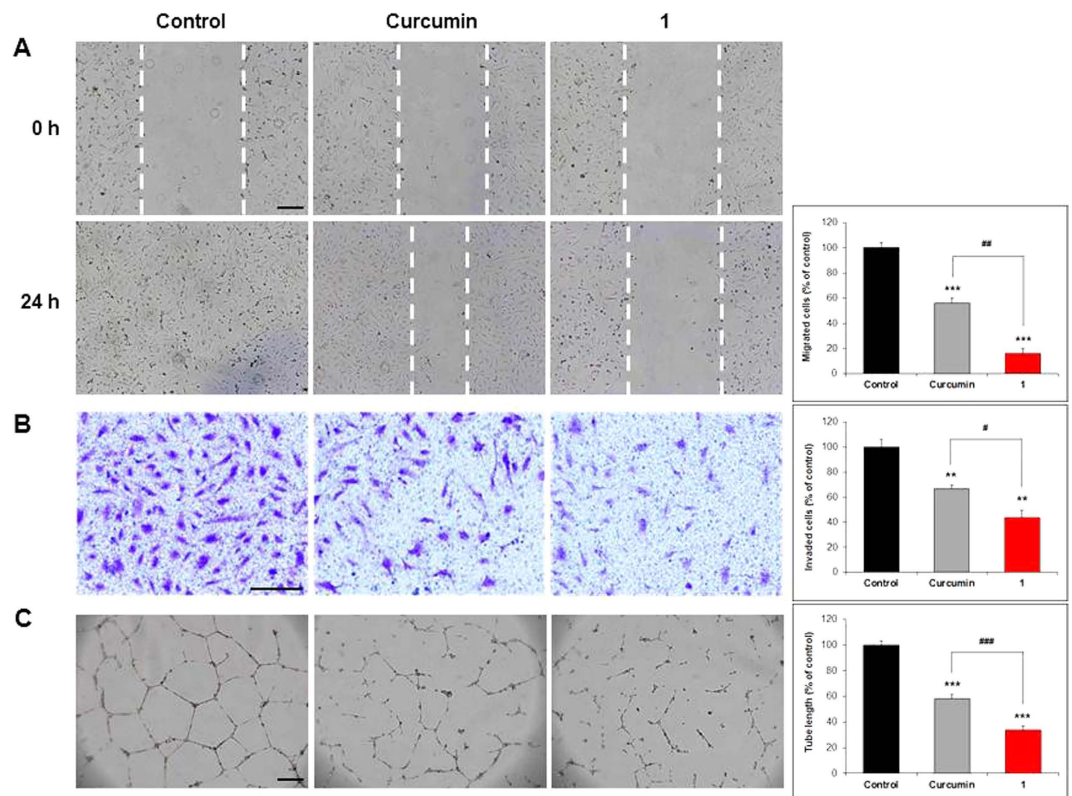 Control Curcumin 1
A
0 h
24 h
120
100
80
60
40
20
0
Migrated cells (% of control)
***
***
##
Control Curcumin 1
B
120
100
80
60
40
20
0
Invaded cells (% of control)
**
**
#
Control Curcumin 1
C
120
100
80
60
40
20
0
Tube length (% of control)
***
***
###
Control Curcumin 1